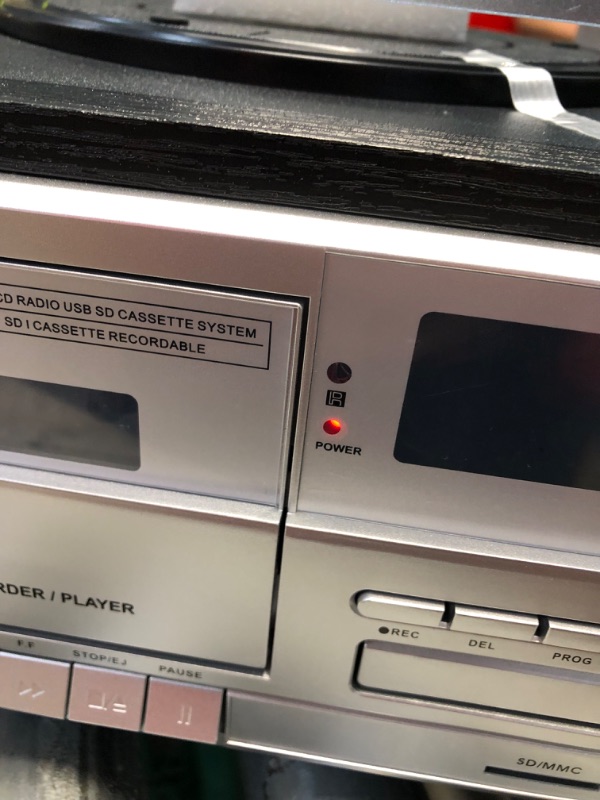 CD RADIO USB SD CASSETTE SYSTEM
SD I CASSETTE RECORDABLE
IR
POWER
RDER / PLAYER
●REC
DEL
PROG
F.F
STOP/EJ
PAUSE
SD/MMC